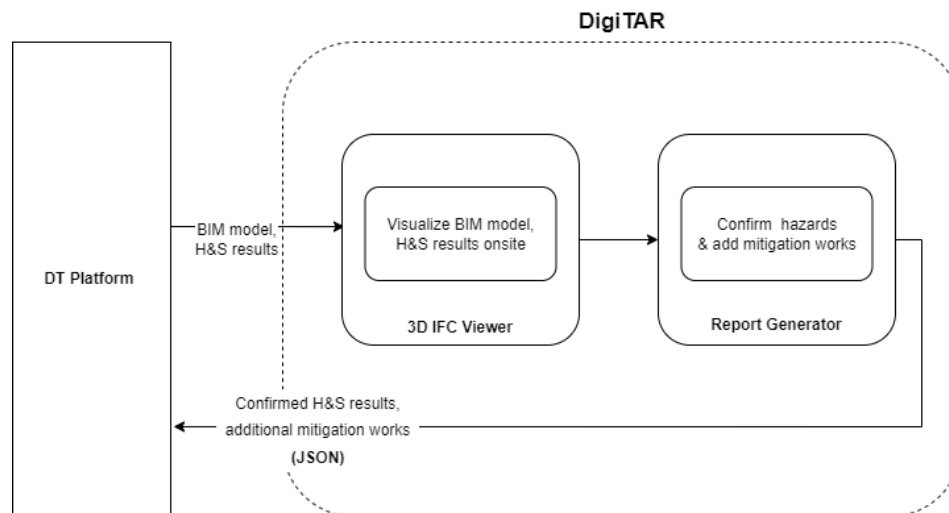 DigiTAR
BIM model,
H&S results
Visualize BIM model,
H&S results onsite
Confirm hazards
& add mitigation works
DT Platform
3D IFC Viewer
Report Generator
Confirmed H&S results,
additional mitigation works
(JSON)